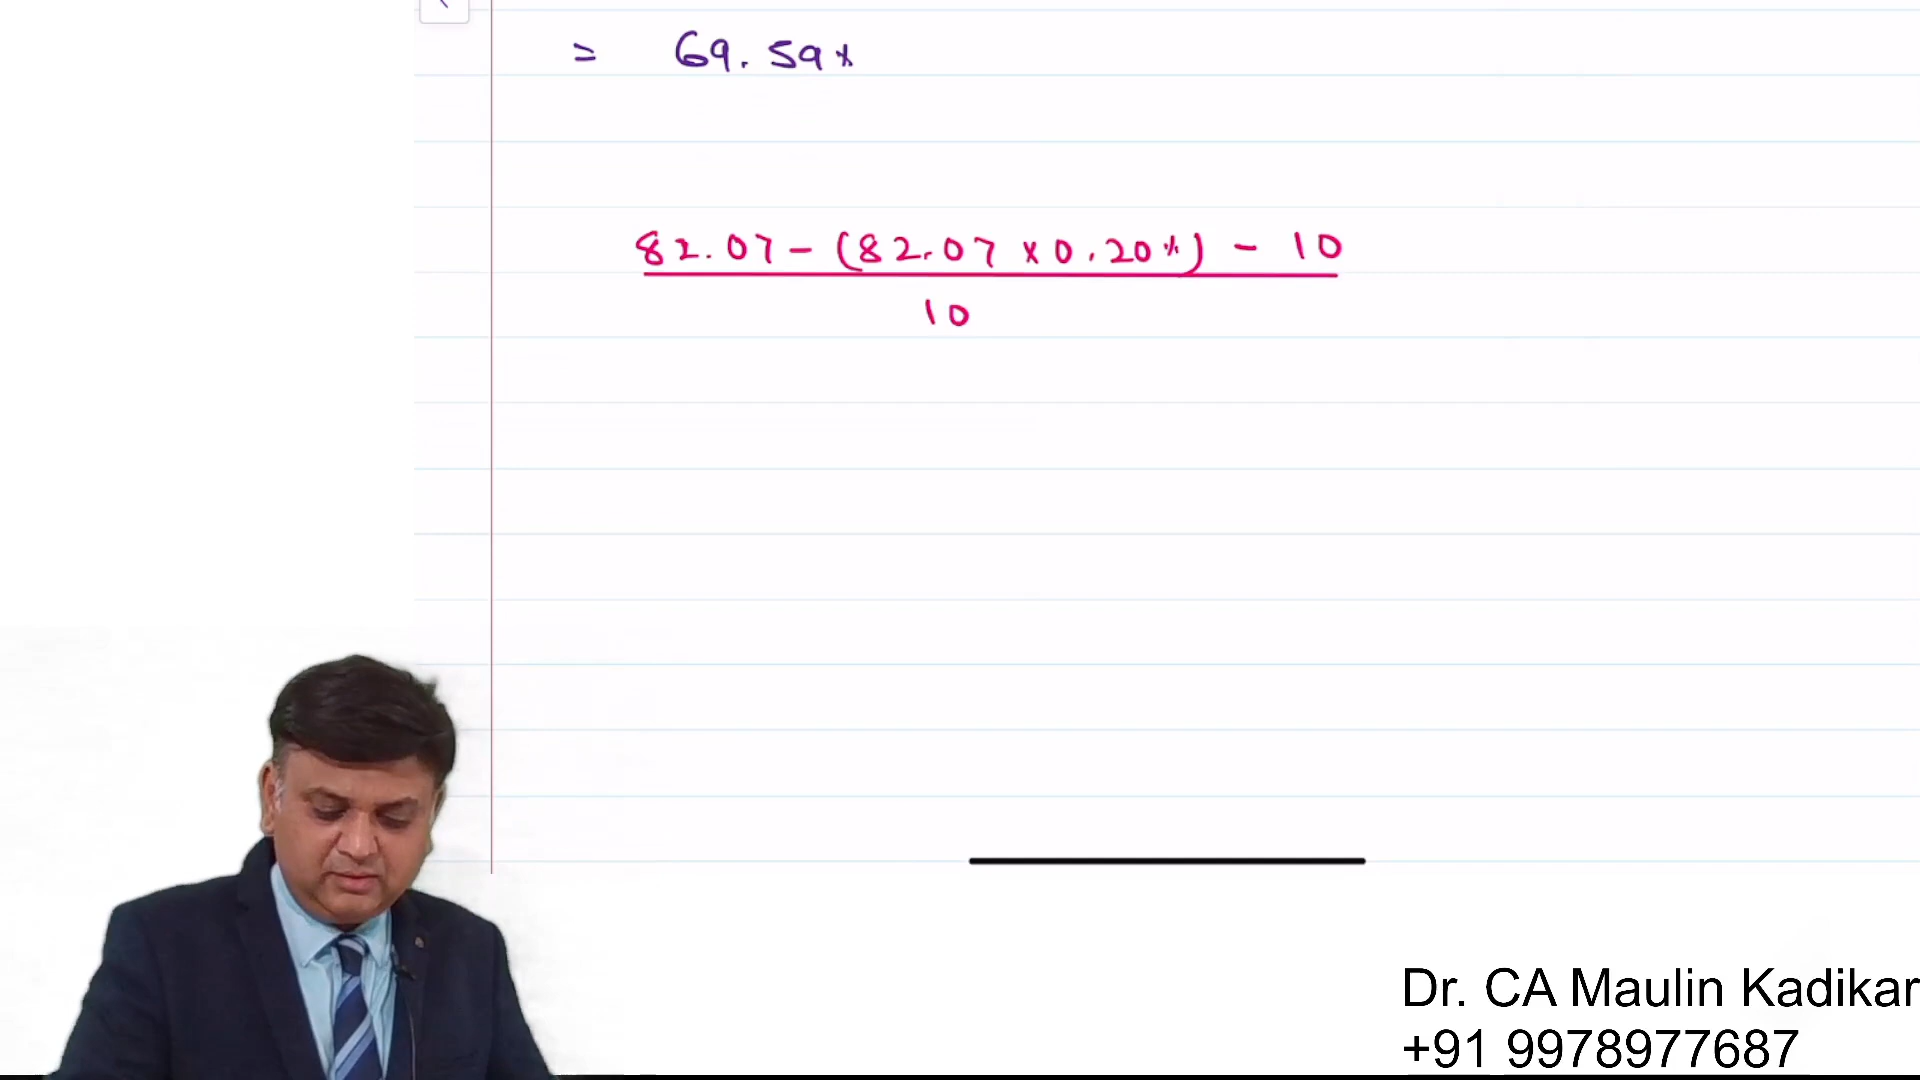 = 69.59%
82.07 - (82.07 x 0.20%) - 10
10
Dr. CA Maulin Kadikar
+91 9978977687